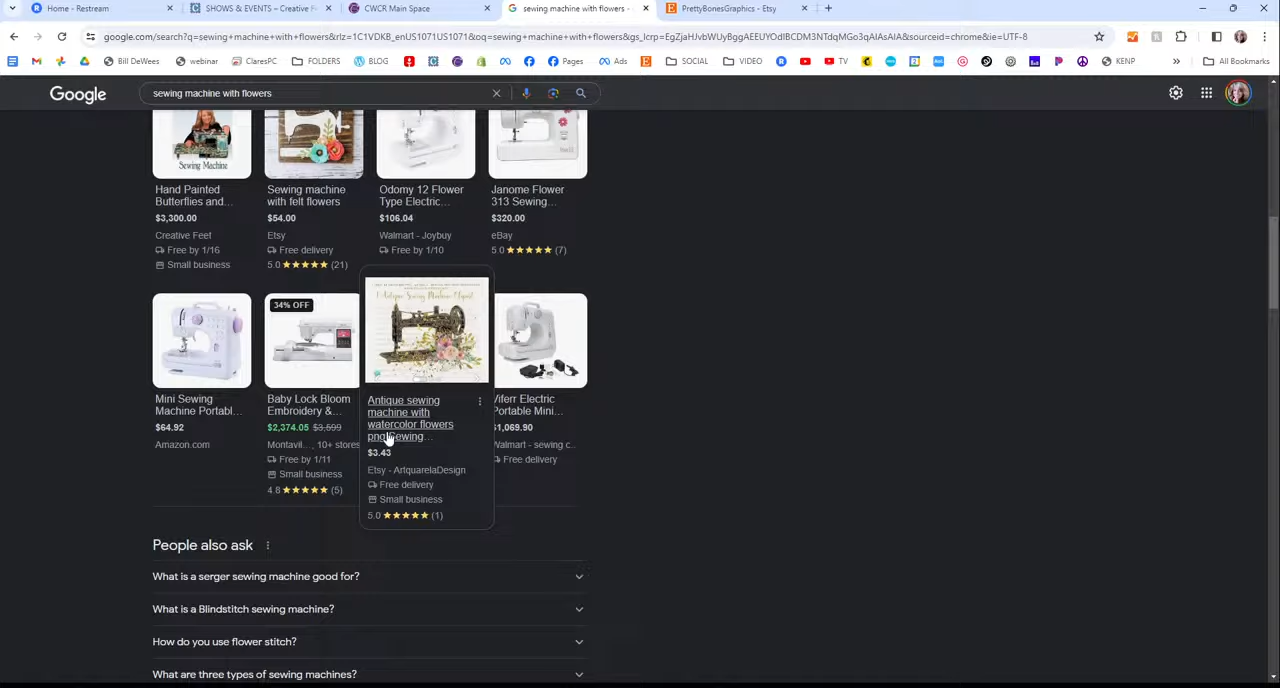 Home - Restream
SHOWS & EVENTS – Creative F
CWCR Main Space
sewing machine with flowers -
PrettyBonesGraphics - Etsy
google.com/search?q=sewing+machine+with+flowers&rlz=1C1VDKB_enUS1071US1071&oq=sewing+machine+with+flowers&gs_lcrp=EgZjaHJvbWUyBggAEEUYOdIBCDM3NTdqMGo3qAIAsAIA&sourceid=chrome&ie=UTF-8
Bill DeWees
webinar
ClaresPC
FOLDERS
BLOG
Pages
Ads
SOCIAL
VIDEO
TV
KENP
All Bookmarks
Google
sewing machine with flowers
Sewing Machine
Hand Painted
Butterflies and...
$3,300.00
Creative Feet
Free by 1/16
Small business
Sewing machine
with felt flowers
$54.00
Etsy
Free delivery
5.0 (21)
Odomy 12 Flower
Type Electric...
$106.04
Walmart - Joybuy
Free by 1/10
Janome Flower
313 Sewing...
$320.00
eBay
5.0 (7)
Mini Sewing
Machine Portabl...
$64.92
Amazon.com
34% OFF
Baby Lock Bloom
Embroidery &...
$2,374.05 $3,599
Montavil..., 10+ stores
Free by 1/11
Small business
4.8 (5)
Antique Sewing Machine Clipart
Antique sewing
machine with
watercolor flowers
png Sewing...
$3.43
Etsy - ArtquarelaDesign
Free delivery
Small business
5.0 (1)
Viferr Electric
Portable Mini...
$1,069.90
Walmart - sewing c...
Free delivery
People also ask
What is a serger sewing machine good for?
What is a Blindstitch sewing machine?
How do you use flower stitch?
What are three types of sewing machines?